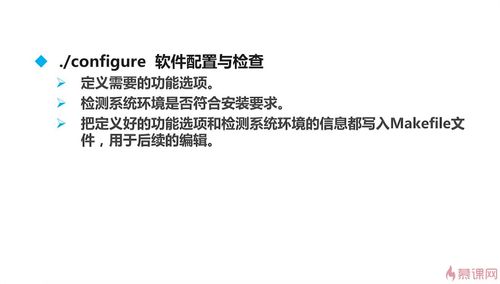 ./configure 软件配置与检查
定义需要的功能选项。
检测系统环境是否符合安装要求。
把定义好的功能选项和检测系统环境的信息都写入Makefile文
件，用于后续的编辑。
慕课网